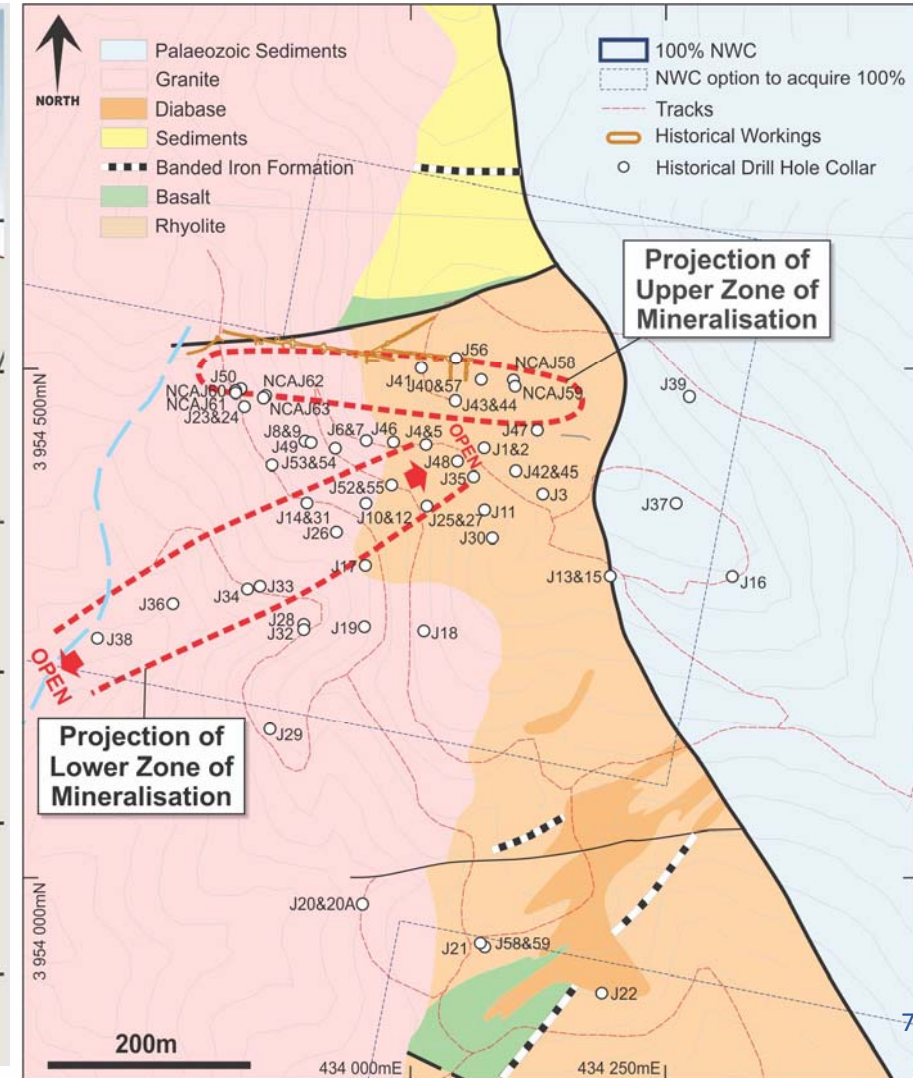 NORTH
Palaeozoic Sediments
Granite
Diabase
Sediments
Banded Iron Formation
Basalt
Rhyolite
100% NWC
NWC option to acquire 100%
Tracks
Historical Workings
Historical Drill Hole Collar
Projection of
Upper Zone of
Mineralisation
J56
J41
J40&57
NCAJ58
NCAJ59
J43&44
J39
J50
NCAJ60
NCAJ61
NCAJ62
NCAJ63
J23&24
J8&9
J6&7
J46
J4&5
OPEN
J47
J1&2
J49
J53&54
J48
J35
J42&45
J52&55
J3
J37
J14&31
J10&12
J25&27
J11
J26
J30
J17
J13&15
J16
J34
J33
J36
J28
J32
J19
J18
J38
OPEN
J29
Projection of
Lower Zone of
Mineralisation
J20&20A
J21
J58&59
J22
3 954 500mN
3 954 000mN
200m
434 000mE
434 250mE
7